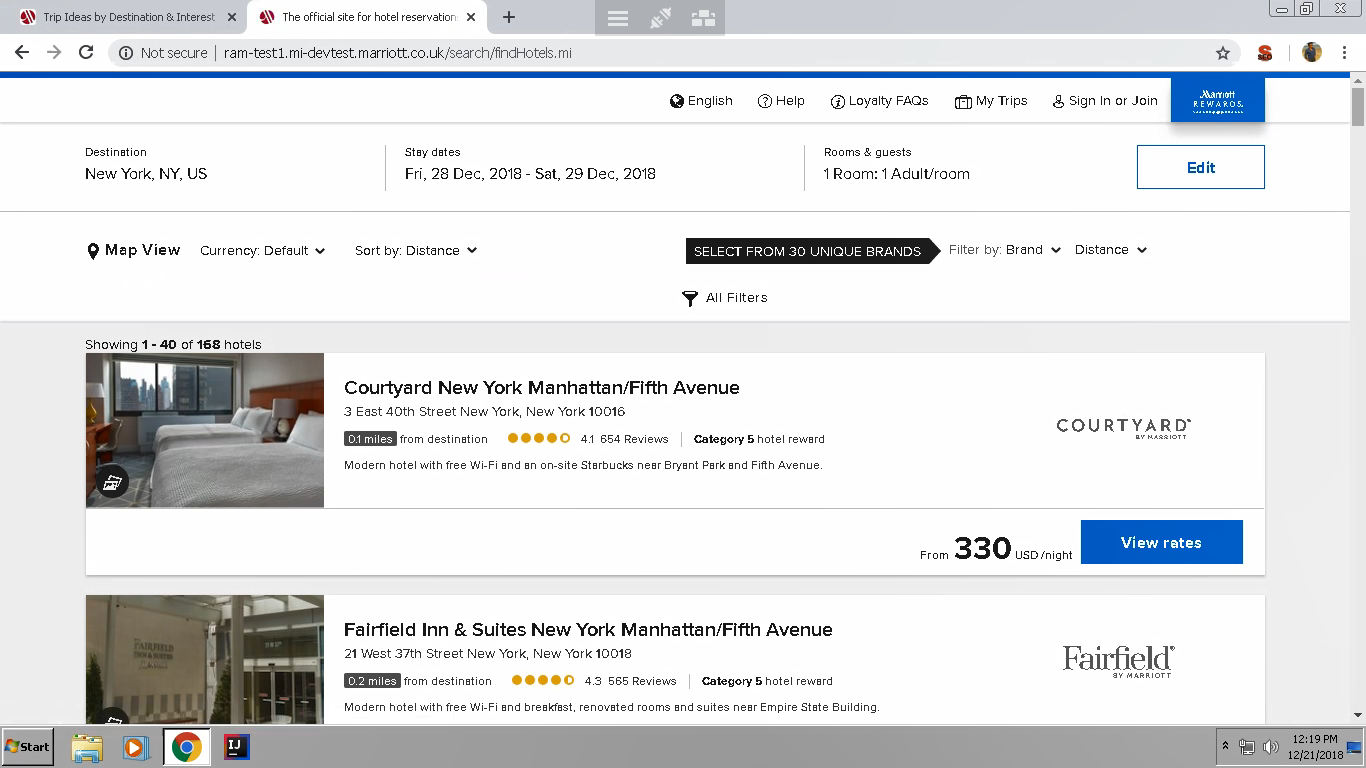 Trip Ideas by Destination & Interest
The official site for hotel reservation
Not secure | ram-test1.mi-devtest.marriott.co.uk/search/findHotels.mi
English Help Loyalty FAQs My Trips Sign In or Join Marriott
REWARDS.
Destination Stay dates Rooms & guests
New York, NY, US Fri, 28 Dec, 2018 - Sat, 29 Dec, 2018 1 Room: 1 Adult/room Edit
Map View Currency: Default Sort by: Distance SELECT FROM 30 UNIQUE BRANDS Filter by: Brand Distance
All Filters
Showing 1 - 40 of 168 hotels
Courtyard New York Manhattan/Fifth Avenue
3 East 40th Street New York, New York 10016
COURTYARD
BY MARRIOTT
0.1 miles from destination 4.1 654 Reviews Category 5 hotel reward
Modern hotel with free Wi-Fi and an on-site Starbucks near Bryant Park and Fifth Avenue.
From 330 USD /night View rates
Fairfield Inn & Suites New York Manhattan/Fifth Avenue
21 West 37th Street New York, New York 10018
FAIRFIELD
INN & SUITES
Fairfield
BY MARRIOTT
0.2 miles from destination 4.3 565 Reviews Category 5 hotel reward
Modern hotel with free Wi-Fi and breakfast, renovated rooms and suites near Empire State Building.
Start
IJ
12:19 PM
12/21/2018